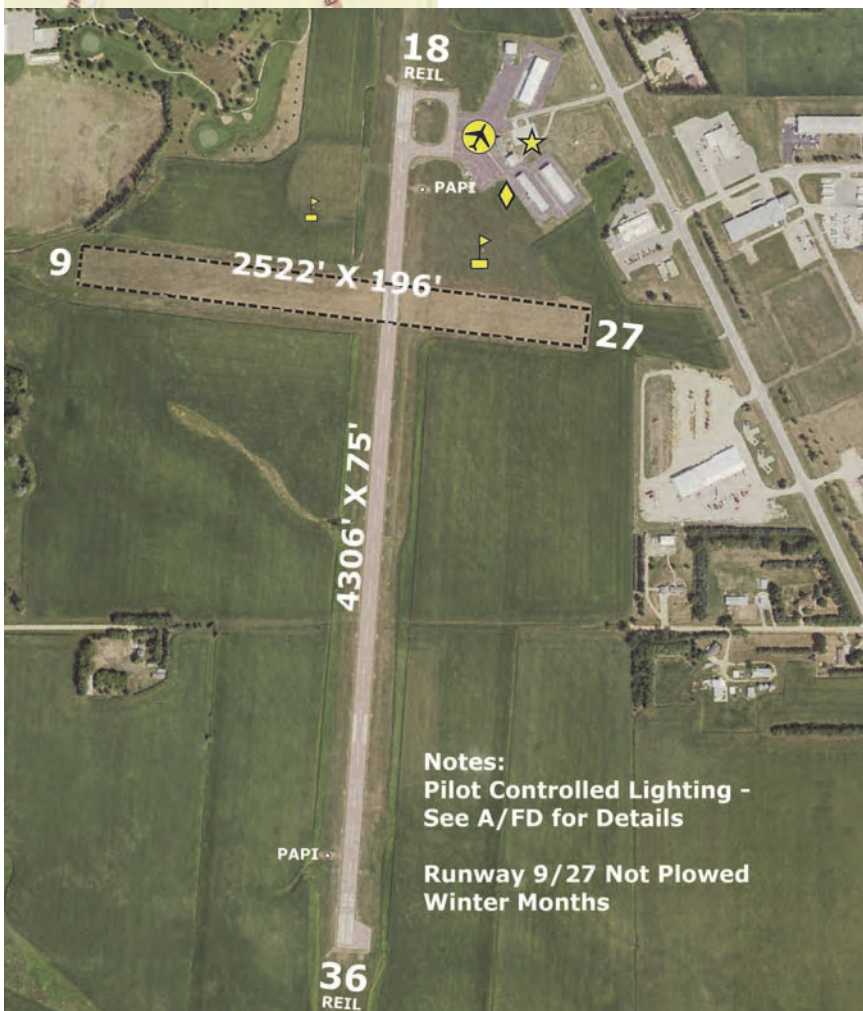 18
REIL
PAPI
9
2522' X 196'
27
4306' X 75'
Notes:
Pilot Controlled Lighting -
See A/FD for Details
Runway 9/27 Not Plowed
Winter Months
PAPI
36
REIL